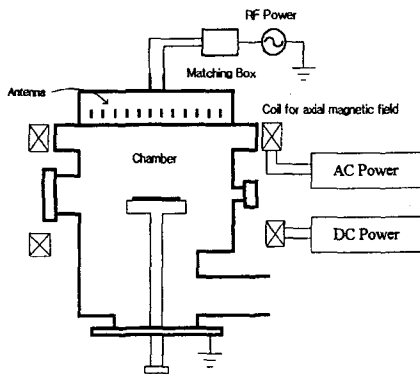 RF Power
Matching Box
Antenna
Coil for axial magnetic field
Chamber
AC Power
DC Power